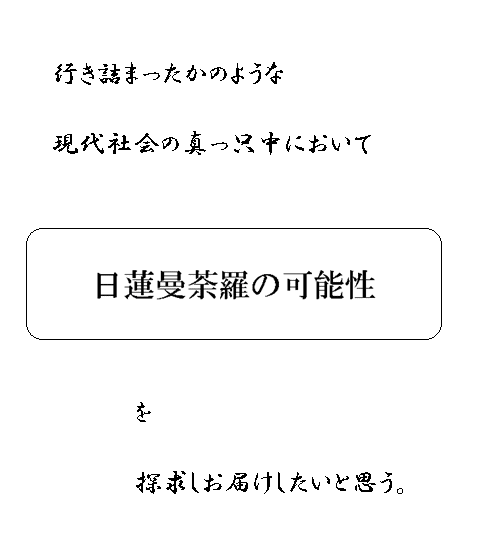 行き詰まったかのような
現代社会の真っ只中において
日蓮曼荼羅の可能性
を
探求しお届けしたいと思う。